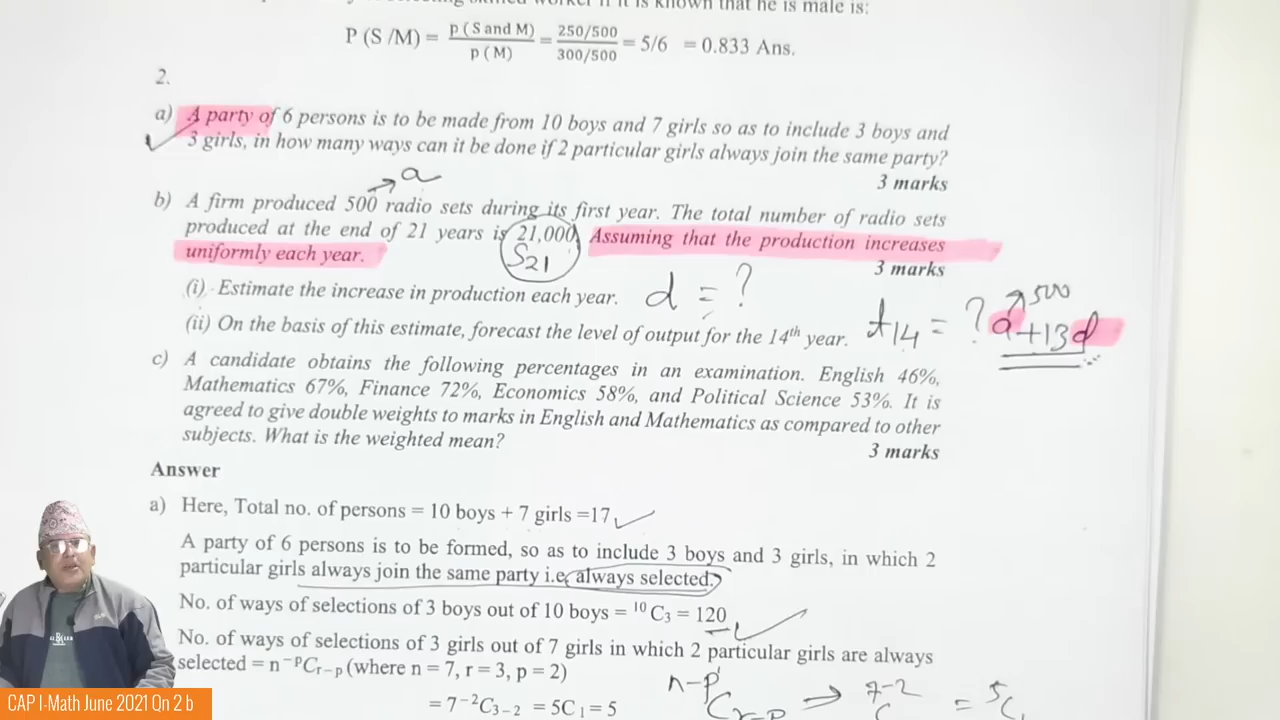 is known that he is male is:
P (S /M) = p ( S and M) / p ( M) = 250/500 / 300/500 = 5/6 = 0.833 Ans.
2.
a) A party of 6 persons is to be made from 10 boys and 7 girls so as to include 3 boys and
3 girls, in how many ways can it be done if 2 particular girls always join the same party?
3 marks
a
b) A firm produced 500 radio sets during its first year. The total number of radio sets
produced at the end of 21 years is 21,000. Assuming that the production increases
uniformly each year.
S21
3 marks
(i) Estimate the increase in production each year. d = ?
(ii) On the basis of this estimate, forecast the level of output for the 14th year. t14 = ? a+13d
500
c) A candidate obtains the following percentages in an examination. English 46%,
Mathematics 67%, Finance 72%, Economics 58%, and Political Science 53%. It is
agreed to give double weights to marks in English and Mathematics as compared to other
subjects. What is the weighted mean?
3 marks
Answer
a) Here, Total no. of persons = 10 boys + 7 girls =17
A party of 6 persons is to be formed, so as to include 3 boys and 3 girls, in which 2
particular girls always join the same party i.e. always selected.
No. of ways of selections of 3 boys out of 10 boys = 10 C3 = 120
No. of ways of selections of 3 girls out of 7 girls in which 2 particular girls are always
selected = n−pCr−p (where n = 7, r = 3, p = 2)
n-pCr-p ⇒ 7-2C = 5C1
= 7−2C3−2 = 5C1 = 5
CAP I-Math June 2021 Qn 2 b